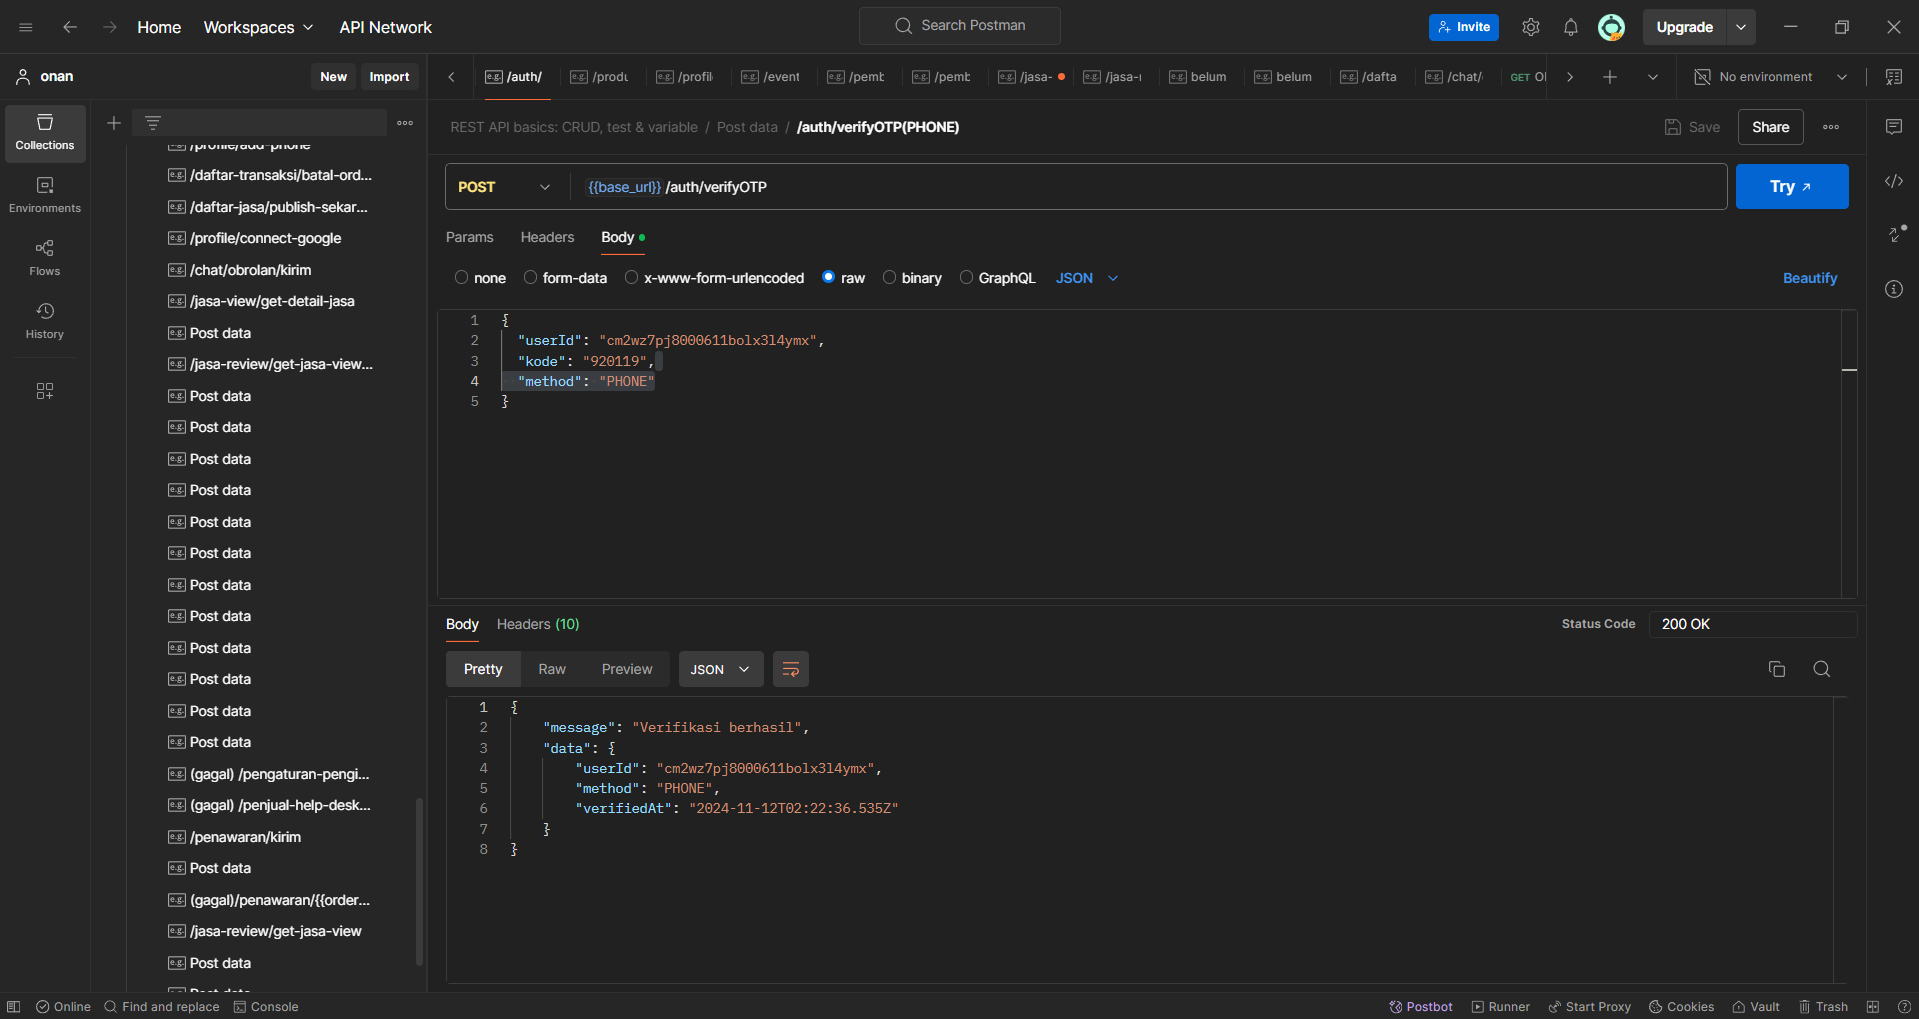 Home
Workspaces
API Network
Search Postman
Invite
Upgrade
onan
New
Import
/auth/
/produ
/profil
/event
/pemb
/pemb
/jasa-
/jasa-r
belum
belum
/dafta
/chat/
GET
No environment
Collections
Environments
Flows
History
/profile/add-phone
/daftar-transaksi/batal-ord...
/daftar-jasa/publish-sekar...
/profile/connect-google
/chat/obrolan/kirim
/jasa-view/get-detail-jasa
Post data
/jasa-review/get-jasa-view...
Post data
Post data
Post data
Post data
Post data
Post data
Post data
Post data
Post data
Post data
Post data
Post data
(gagal) /pengaturan-pengi...
(gagal) /penjual-help-desk...
/penawaran/kirim
Post data
(gagal)/penawaran/{{order...
/jasa-review/get-jasa-view
Post data
REST API basics: CRUD, test & variable / Post data / /auth/verifyOTP(PHONE)
Save
Share
POST
{{base_url}} /auth/verifyOTP
Try
Params
Headers
Body
none
form-data
x-www-form-urlencoded
raw
binary
GraphQL
JSON
Beautify
1 {
2 "userId": "cm2wz7pj8000611bolx3l4ymx",
3 "kode": "920119",
4 "method": "PHONE"
5 }
Body
Headers (10)
Status Code
200 OK
Pretty
Raw
Preview
JSON
1 {
2 "message": "Verifikasi berhasil",
3 "data": {
4 "userId": "cm2wz7pj8000611bolx3l4ymx",
5 "method": "PHONE",
6 "verifiedAt": "2024-11-12T02:22:36.535Z"
7 }
8 }
Online
Find and replace
Console
Postbot
Runner
Start Proxy
Cookies
Vault
Trash